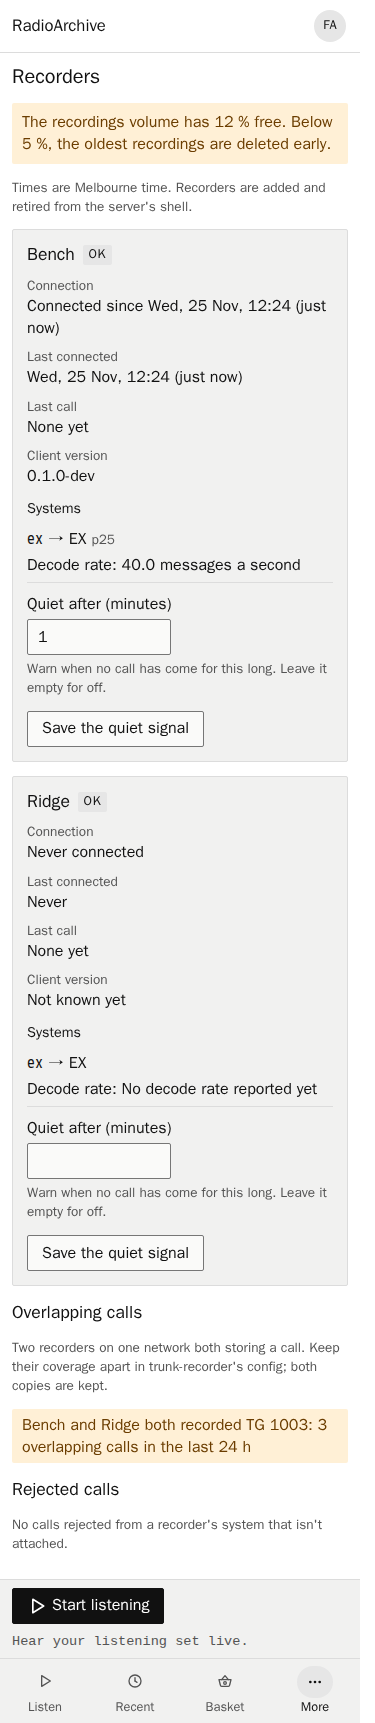 RadioArchive
FA
Recorders
The recordings volume has 12 % free. Below
5 %, the oldest recordings are deleted early.
Times are Melbourne time. Recorders are added and
retired from the server's shell.
Bench OK
Connection
Connected since Wed, 25 Nov, 12:24 (just
now)
Last connected
Wed, 25 Nov, 12:24 (just now)
Last call
None yet
Client version
0.1.0-dev
Systems
ex → EX p25
Decode rate: 40.0 messages a second
Quiet after (minutes)
1
Warn when no call has come for this long. Leave it
empty for off.
Save the quiet signal
Ridge OK
Connection
Never connected
Last connected
Never
Last call
None yet
Client version
Not known yet
Systems
ex → EX
Decode rate: No decode rate reported yet
Quiet after (minutes)
Warn when no call has come for this long. Leave it
empty for off.
Save the quiet signal
Overlapping calls
Two recorders on one network both storing a call. Keep
their coverage apart in trunk-recorder's config; both
copies are kept.
Bench and Ridge both recorded TG 1003: 3
overlapping calls in the last 24 h
Rejected calls
No calls rejected from a recorder's system that isn't
attached.
Start listening
Hear your listening set live.
Listen
Recent
Basket
More